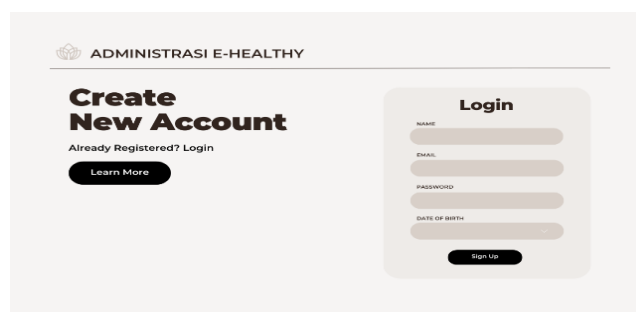 ADMINISTRASI E-HEALTHY
Create
New Account
Already Registered? Login
Learn More
Login
NAME
EMAIL
PASSWORD
DATE OF BIRTH
Sign Up